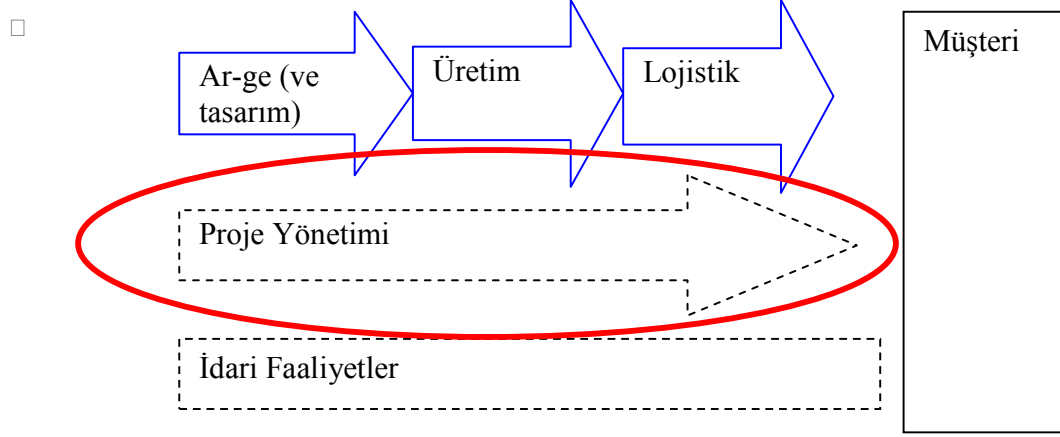 Ar-ge (ve
tasarım)
Üretim
Lojistik
Müşteri
Proje Yönetimi
İdari Faaliyetler